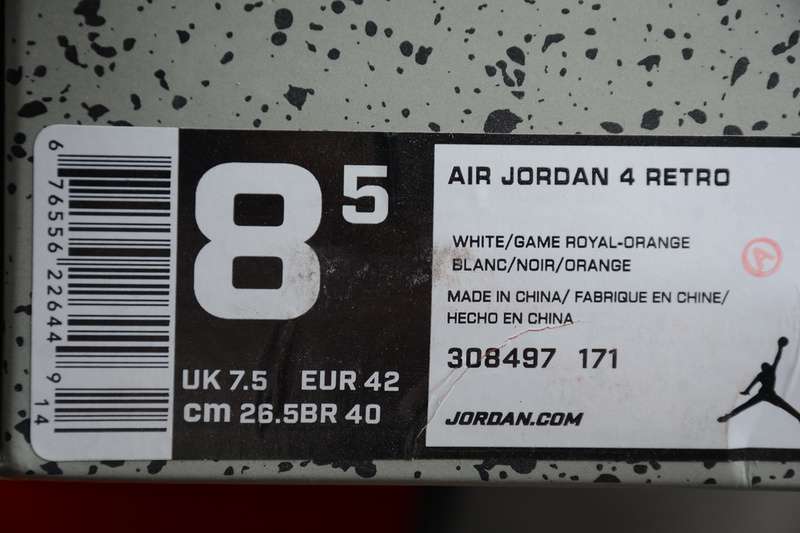 6 76556 22644 9 14
8 5
UK 7.5 EUR 42
cm 26.5BR 40
AIR JORDAN 4 RETRO
WHITE/GAME ROYAL-ORANGE
BLANC/NOIR/ORANGE
A
MADE IN CHINA/ FABRIQUE EN CHINE/
HECHO EN CHINA
308497 171
JORDAN.COM